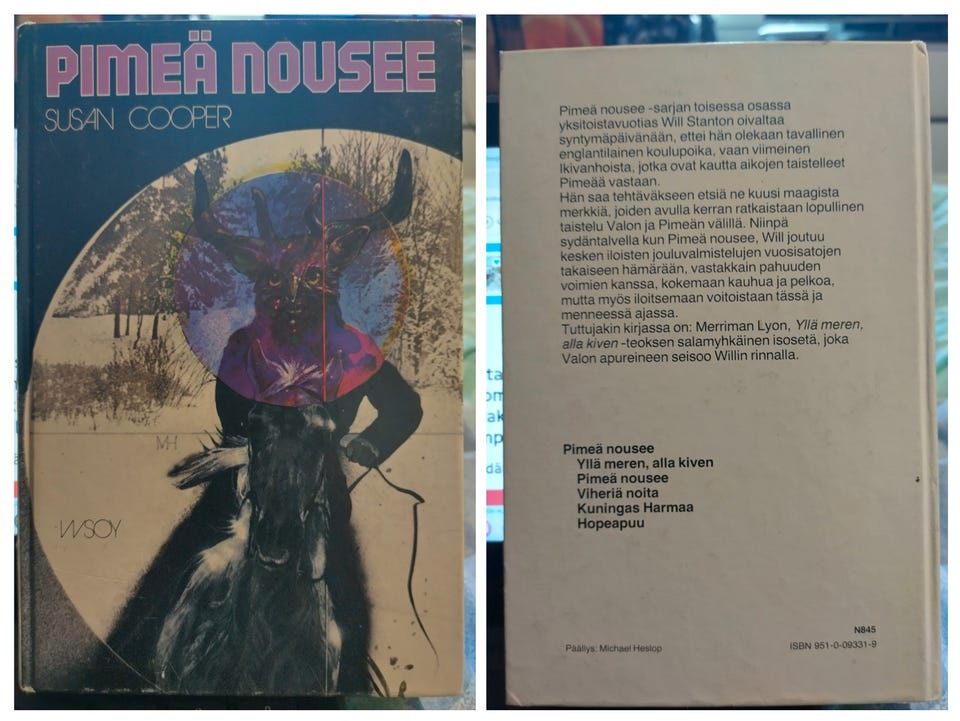 PIMEÄ NOUSEE
SUSAN COOPER
MH
WSOY
Pimeä nousee -sarjan toisessa osassa
yksitoistavuotias Will Stanton oivaltaa
syntymäpäivänään, ettei hän olekaan tavallinen
englantilainen koulupoika, vaan viimeinen
Ikivanhoista, jotka ovat kautta aikojen taistelleet
Pimeää vastaan.
Hän saa tehtäväkseen etsiä ne kuusi maagista
merkkiä, joiden avulla kerran ratkaistaan lopullinen
taistelu Valon ja Pimeän välillä. Niinpä
sydäntalvella kun Pimeä nousee, Will joutuu
kesken iloisten jouluvalmistelujen vuosisatojen
takaiseen hämärään, vastakkain pahuuden
voimien kanssa, kokemaan kauhua ja pelkoa,
mutta myös iloitsemaan voitoistaan tässä ja
menneessä ajassa.
Tuttujakin kirjassa on: Merriman Lyon, Yllä meren,
alla kiven -teoksen salamyhkäinen isosetä, joka
Valon apureineen seisoo Willin rinnalla.
Pimeä nousee
Yllä meren, alla kiven
Pimeä nousee
Viheriä noita
Kuningas Harmaa
Hopeapuu
N845
Päällys: Michael Heslop
ISBN 951-0-09331-9